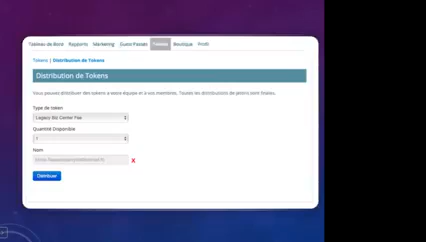 Tableau de Bord Rapports Marketing Guest Passes Tokens Boutique Profil
Tokens | Distribution de Tokens
Distribution de Tokens
Vous pouvez distribuer des tokens à votre équipe et à vos membres. Toutes les distributions de jetons sont finales.
Type de token
Legacy Biz Center Fee
Quantité Disponible
1
Nom
X
Distribuer